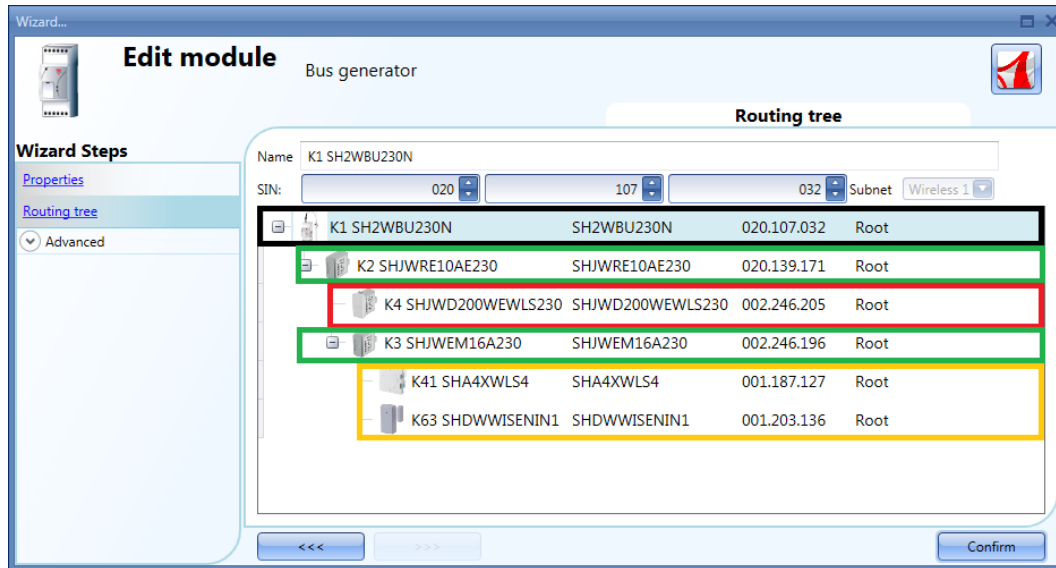 Wizard...
Edit module
Bus generator
Routing tree
Wizard Steps
Properties
Routing tree
Advanced
Name K1 SH2WBU230N
SIN: 020 107 032 Subnet Wireless 1
K1 SH2WBU230N SH2WBU230N 020.107.032 Root
K2 SHJWRE10AE230 SHJWRE10AE230 020.139.171 Root
K4 SHJWD200WEWLS230 SHJWD200WEWLS230 002.246.205 Root
K3 SHJWEM16A230 SHJWEM16A230 002.246.196 Root
K41 SHA4XWLS4 SHA4XWLS4 001.187.127 Root
K63 SHDWWISENIN1 SHDWWISENIN1 001.203.136 Root
<<< >>> Confirm